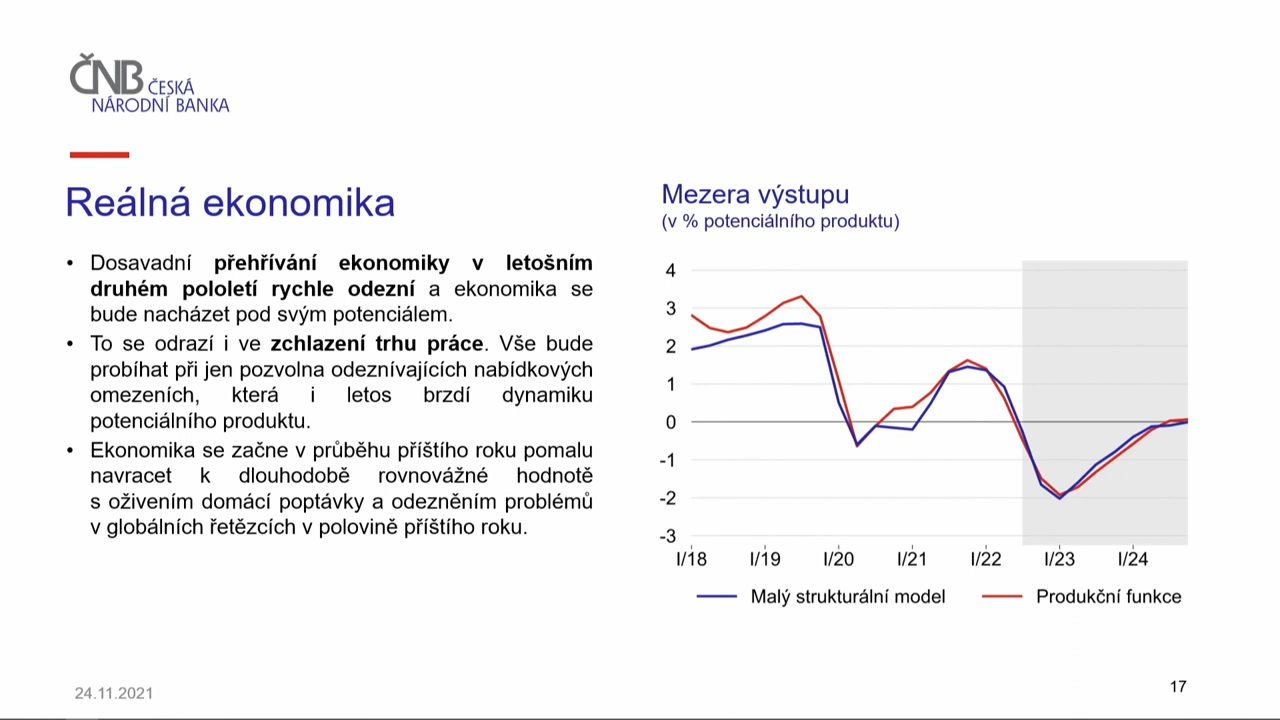 ČNB ČESKÁ
NÁRODNÍ BANKA
Reálná ekonomika
• Dosavadní přehřívání ekonomiky v letošním
druhém pololetí rychle odezní a ekonomika se
bude nacházet pod svým potenciálem.
• To se odrazí i ve zchlazení trhu práce. Vše bude
probíhat při jen pozvolna odeznívajících nabídkových
omezeních, která i letos brzdí dynamiku
potenciálního produktu.
• Ekonomika se začne v průběhu příštího roku pomalu
navracet k dlouhodobě rovnovážné hodnotě
s oživením domácí poptávky a odezněním problémů
v globálních řetězcích v polovině příštího roku.
Mezera výstupu
(v % potenciálního produktu)
4
3
2
1
0
-1
-2
-3
I/18 I/19 I/20 I/21 I/22 I/23 I/24
Malý strukturální model Produkční funkce
24.11.2021
17